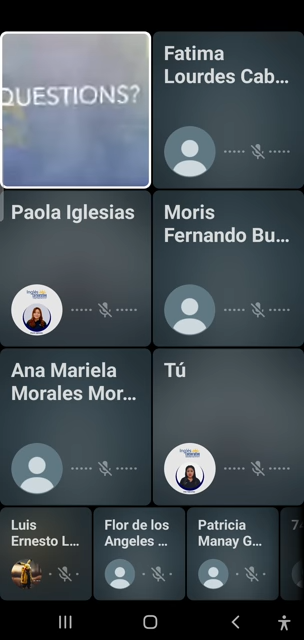 QUESTIONS?
Fatima
Lourdes Cab...
Paola Iglesias
Moris
Fernando Bu...
Ana Mariela
Morales Mor...
Tú
Luis
Ernesto L...
Flor de los
Angeles ...
Patricia
Manay G...